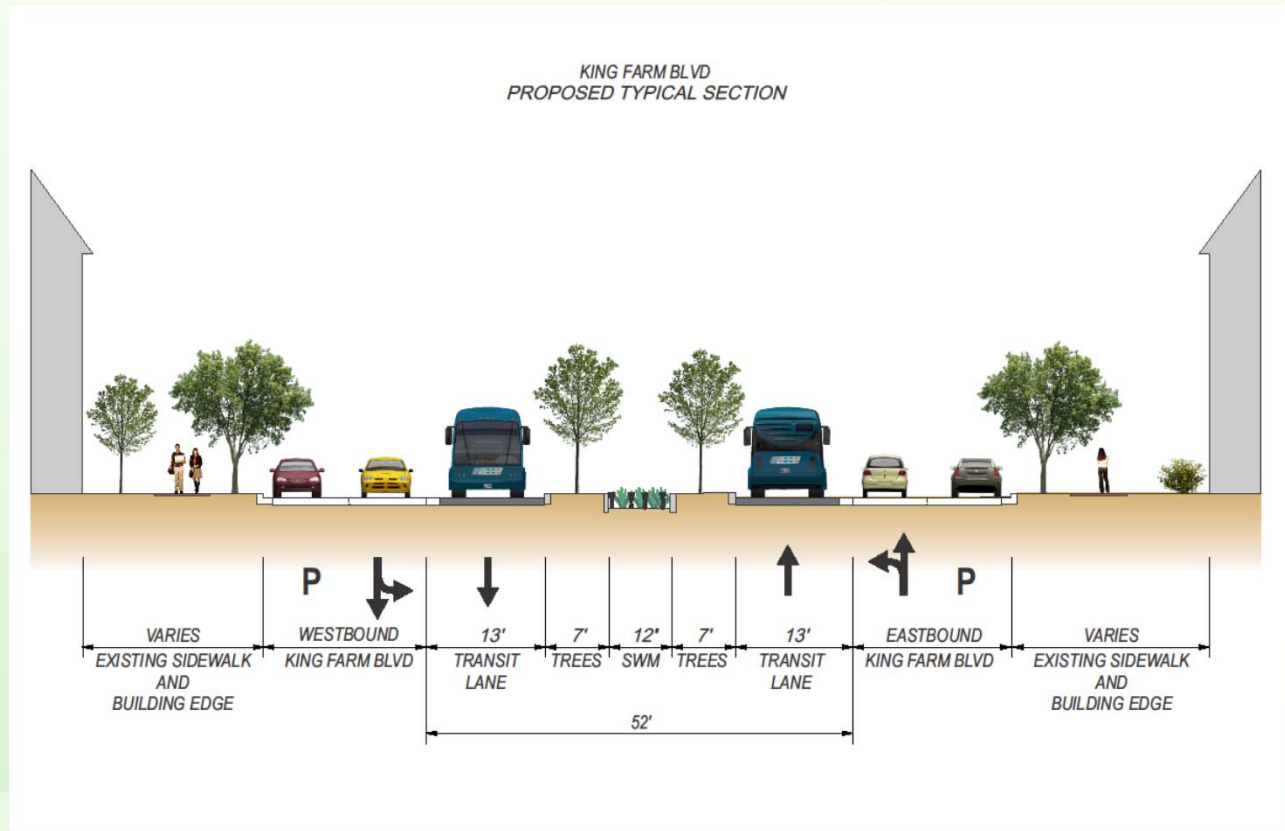 KING FARM BLVD
PROPOSED TYPICAL SECTION
P
P
VARIES
EXISTING SIDEWALK
AND
BUILDING EDGE
WESTBOUND
KING FARM BLVD
13'
TRANSIT
LANE
7'
TREES
12'
SWM
7'
TREES
13'
TRANSIT
LANE
EASTBOUND
KING FARM BLVD
VARIES
EXISTING SIDEWALK
AND
BUILDING EDGE
52'